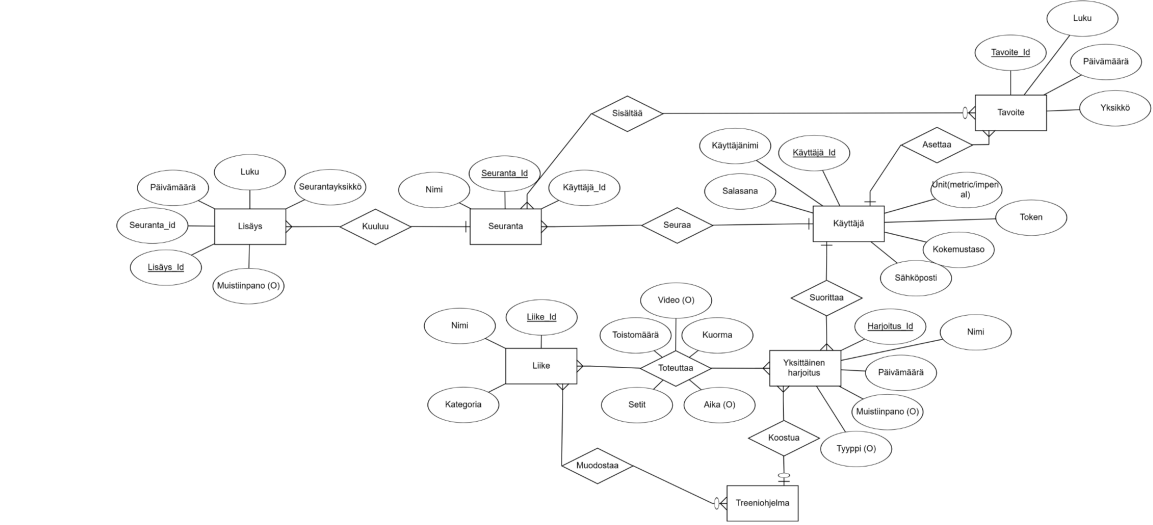 Luku
Tavoite_Id
Päivämäärä
Yksikkö
Tavoite
Sisältää
Asettaa
Käyttäjänimi
Käyttäjä_Id
Salasana
Unit(metric/imperi
al)
Token
Kokemustaso
Sähköposti
Käyttäjä
Seuraa
Luku
Päivämäärä
Seurantayksikkö
Seuranta_id
Lisäys
Lisäys_Id
Muistiinpano (O)
Kuuluu
Nimi
Seuranta_Id
Käyttäjä_Id
Seuranta
Suorittaa
Video (O)
Toistomäärä
Kuorma
Toteuttaa
Setit
Aika (O)
Nimi
Liike_Id
Liike
Kategoria
Harjoitus_Id
Nimi
Yksittäinen
harjoitus
Päivämäärä
Muistiinpano (O)
Tyyppi (O)
Koostua
Muodostaa
Treeniohjelma